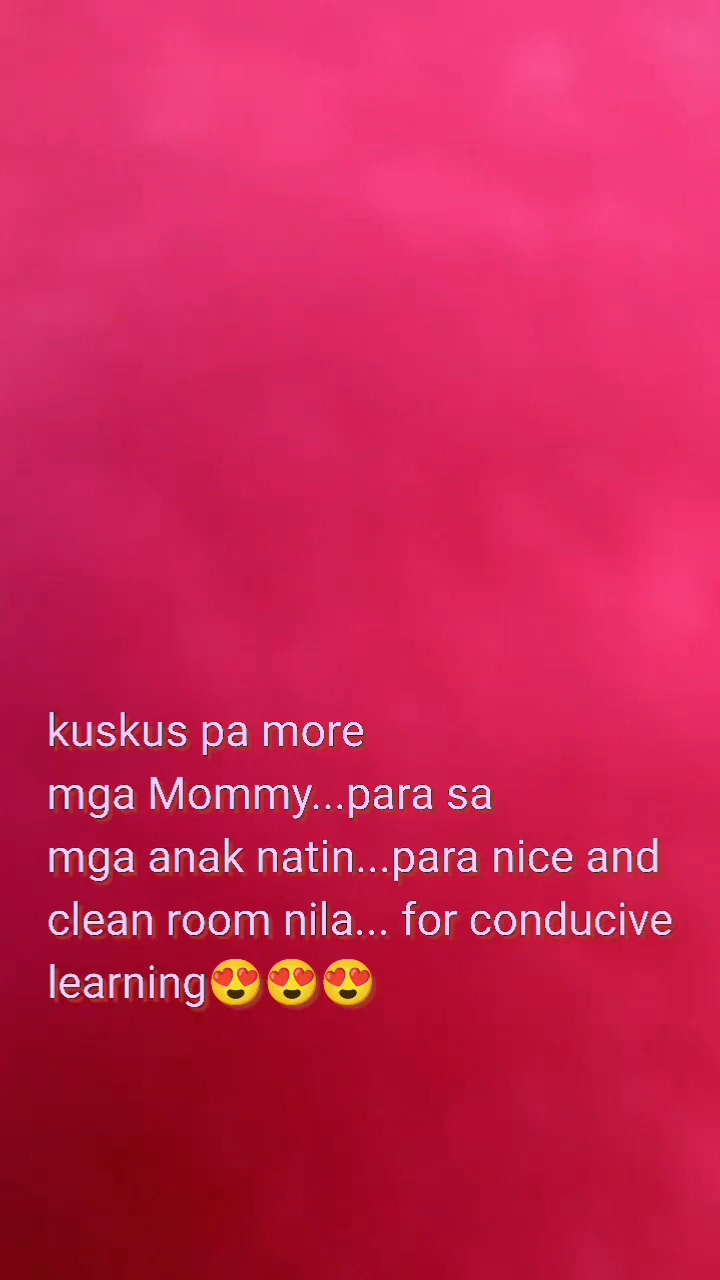 kuskus pa more
mga Mommy...para sa
mga anak natin...para nice and
clean room nila... for conducive
learning😍😍😍